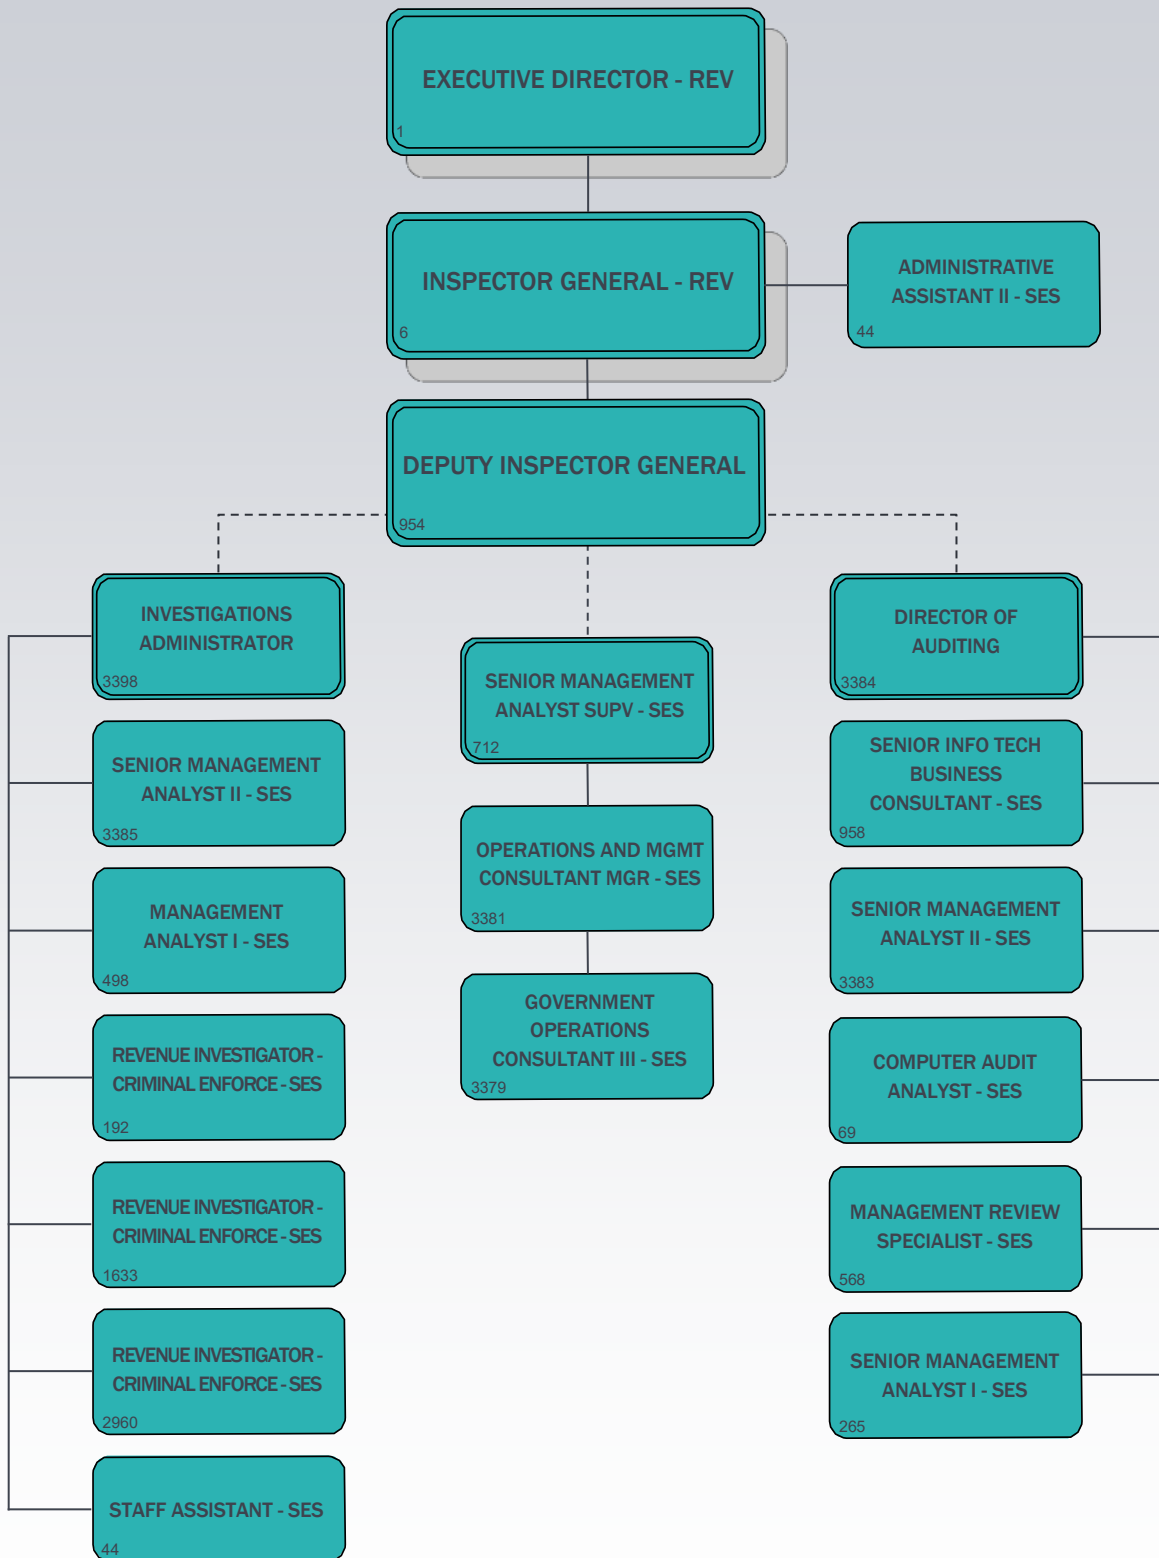 EXECUTIVE DIRECTOR - REV
1
INSPECTOR GENERAL - REV
6
ADMINISTRATIVE
ASSISTANT II - SES
44
DEPUTY INSPECTOR GENERAL
954
INVESTIGATIONS
ADMINISTRATOR
3398
SENIOR MANAGEMENT
ANALYST II - SES
3385
MANAGEMENT
ANALYST I - SES
498
REVENUE INVESTIGATOR -
CRIMINAL ENFORCE - SES
192
REVENUE INVESTIGATOR -
CRIMINAL ENFORCE - SES
1633
REVENUE INVESTIGATOR -
CRIMINAL ENFORCE - SES
2960
STAFF ASSISTANT - SES
44
SENIOR MANAGEMENT
ANALYST SUPV - SES
712
OPERATIONS AND MGMT
CONSULTANT MGR - SES
3381
GOVERNMENT
OPERATIONS
CONSULTANT III - SES
3379
DIRECTOR OF
AUDITING
3384
SENIOR INFO TECH
BUSINESS
CONSULTANT - SES
958
SENIOR MANAGEMENT
ANALYST II - SES
3383
COMPUTER AUDIT
ANALYST - SES
69
MANAGEMENT REVIEW
SPECIALIST - SES
568
SENIOR MANAGEMENT
ANALYST I - SES
265